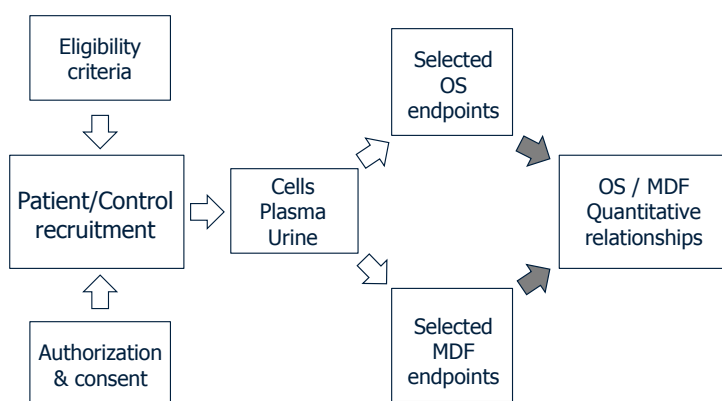 Eligibility
criteria
Patient/Control
recruitment
Authorization
& consent
Cells
Plasma
Urine
Selected
OS
endpoints
Selected
MDF
endpoints
OS / MDF
Quantitative
relationships